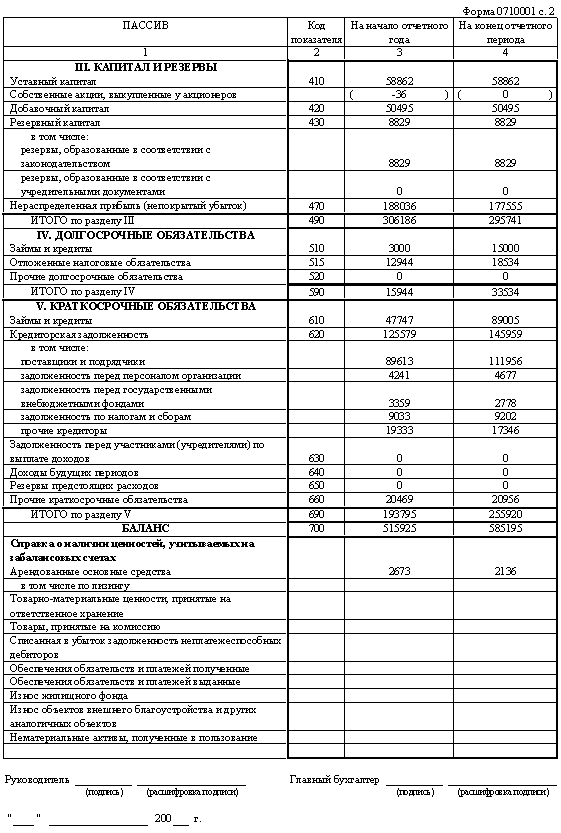 Форма 0710001 с. 2
ПАССИВ Код На начало отчетного На конец отчетного
показателя года периода
1 2 3 4
III. КАПИТАЛ И РЕЗЕРВЫ
Уставный капитал 410 58862 58862
Собственные акции, выкупленные у акционеров ( -36 ) ( 0 )
Добавочный капитал 420 50495 50495
Резервный капитал 430 8829 8829
в том числе:
резервы, образованные в соответствии с
законодательством 8829 8829
резервы, образованные в соответствии с
учредительными документами 0 0
Нераспределенная прибыль (непокрытый убыток) 470 188036 177555
ИТОГО по разделу III 490 306186 295741
IV. ДОЛГОСРОЧНЫЕ ОБЯЗАТЕЛЬСТВА
Займы и кредиты 510 3000 15000
Отложенные налоговые обязательства 515 12944 18534
Прочие долгосрочные обязательства 520 0 0
ИТОГО по разделу IV 590 15944 33534
V. КРАТКОСРОЧНЫЕ ОБЯЗАТЕЛЬСТВА
Займы и кредиты 610 47747 89005
Кредиторская задолженность 620 125579 145959
в том числе:
поставщики и подрядчики 89613 111956
задолженность перед персоналом организации 4241 4677
задолженность перед государственными
внебюджетными фондами 3359 2778
задолженность по налогам и сборам 9033 9202
прочие кредиторы 19333 17346
Задолженность перед участниками (учредителями) по
выплате доходов 630 0 0
Доходы будущих периодов 640 0 0
Резервы предстоящих расходов 650 0 0
Прочие краткосрочные обязательства 660 20469 20956
ИТОГО по разделу V 690 193795 255920
БАЛАНС 700 515925 585195
Справка о наличии ценностей, учитываемых на
забалансовых счетах
Арендованные основные средства 2673 2136
в том числе по лизингу
Товарно-материальные ценности, принятые на
ответственное хранение
Товары, принятые на комиссию
Списанная в убыток задолженность неплатежеспособных
дебиторов
Обеспечения обязательств и платежей полученные
Обеспечения обязательств и платежей выданные
Износ жилищного фонда
Износ объектов внешнего благоустройства и других
аналогичных объектов
Нематериальные активы, полученные в пользование
Руководитель ________ ________ Главный бухгалтер ________ ________
(подпись) (расшифровка подписи) (подпись) (расшифровка подписи)
"____" ________________ 200___ г.